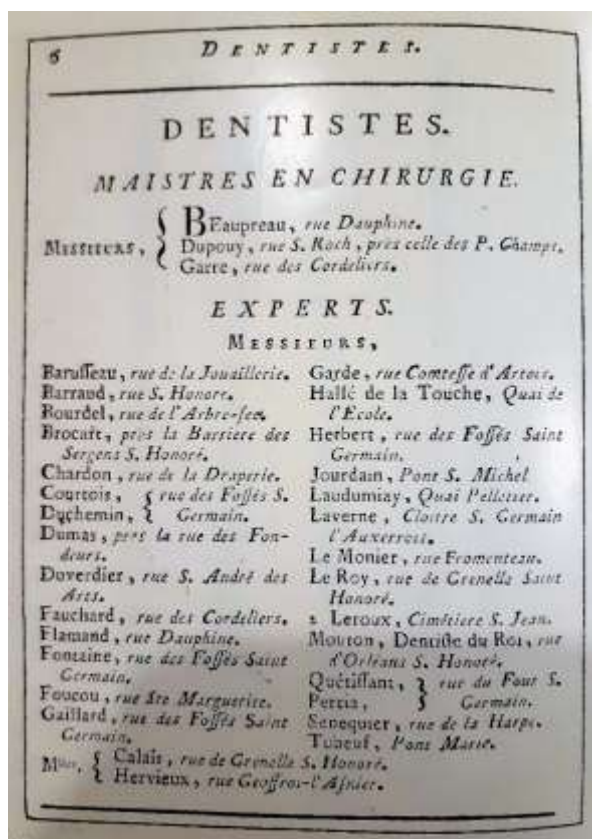 6 DENTISTES.
DENTISTES.
MAISTRES EN CHIRURGIE.
MESSIEURS,
BEaupreau, rue Dauphine.
Dupouy, rue S. Roch, près celle des P. Champs.
Garre, rue des Cordeliers.
EXPERTS.
MESSIEURS,
Baruſſeau, rue de la Jouaillerie.
Barraud, rue S. Honoré.
Bourdel, rue de l'Arbre-ſec.
Brocart, près la Barriere des
Sergens S. Honoré.
Chardon, rue de la Draperie.
Courtois, { rue des Foſſés S.
Duchemin, { Germain.
Dumas, près la rue des Fon-
deurs.
Doverdier, rue S. André des
Arts.
Fauchard, rue des Cordeliers.
Flamand, rue Dauphine.
Fontaine, rue des Foſſés Saint
Germain.
Foucou, rue Ste Marguerite.
Gaillard, rue des Foſſés Saint
Germain.
Garde, rue Comteſſe d'Artois.
Hallé de la Touche, Quai de
l'Ecole.
Herbert, rue des Foſſés Saint
Germain.
Jourdain, Pont S. Michel
Laudumiay, Quai Pelletier.
Laverne, Cloitre S. Germain
l'Auxerrois.
Le Monier, rue Fromenteau.
Le Roy, rue de Grenelle Saint
Honoré.
Leroux, Cimétiere S. Jean.
Mouton, Dentiſte du Roi, rue
d'Orléans S. Honoré.
Quétiſſant, } rue du Four S.
} Germain.
Senequier, rue de la Harpe.
Tubeuf, Pont Marie.
Mlles. { Calais, rue de Grenelle S. Honoré.
Hervieux, rue Geoffroi-l'Aſnier.